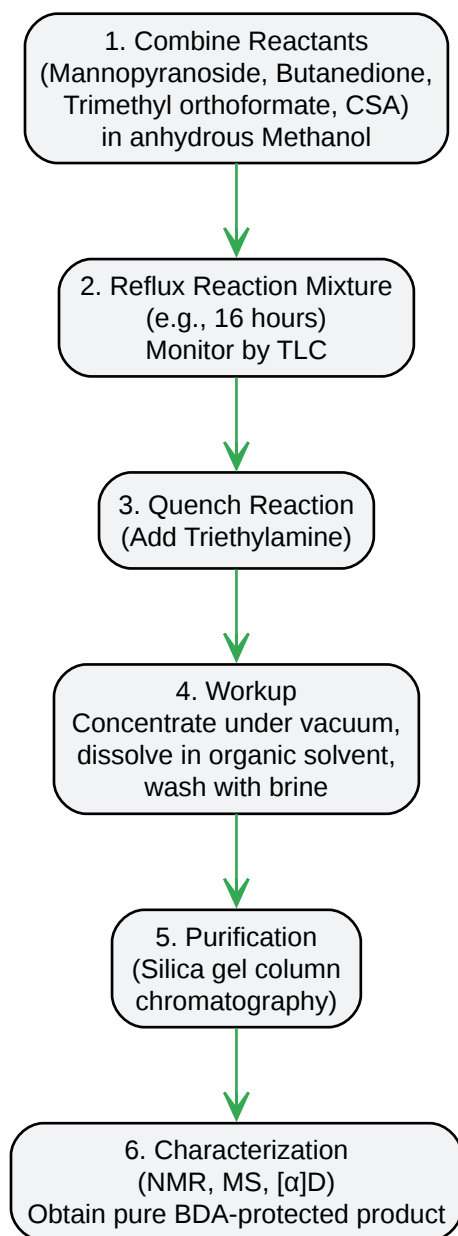 1. Combine Reactants
(Mannopyranoside, Butanedione,
Trimethyl orthoformate, CSA)
in anhydrous Methanol
2. Reflux Reaction Mixture
(e.g., 16 hours)
Monitor by TLC
3. Quench Reaction
(Add Triethylamine)
4. Workup
Concentrate under vacuum,
dissolve in organic solvent,
wash with brine
5. Purification
(Silica gel column
chromatography)
6. Characterization
(NMR, MS, [α]D)
Obtain pure BDA-protected product